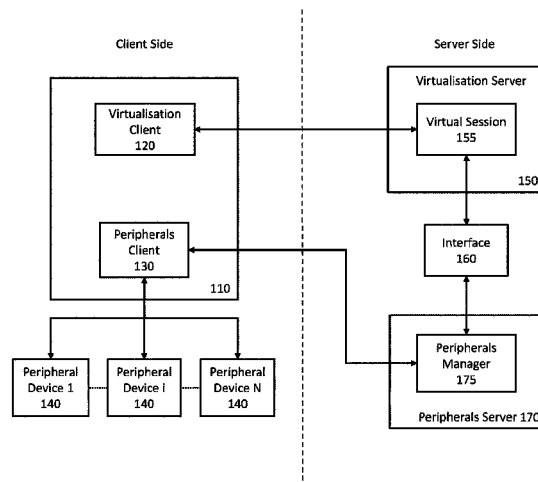 Client Side
Server Side
Virtualisation Server
Virtualisation
Client
120
Virtual Session
155
150
Peripherals
Client
130
110
Interface
160
Peripheral
Device 1
140
Peripheral
Device i
140
Peripheral
Device N
140
Peripherals
Manager
175
Peripherals Server 170